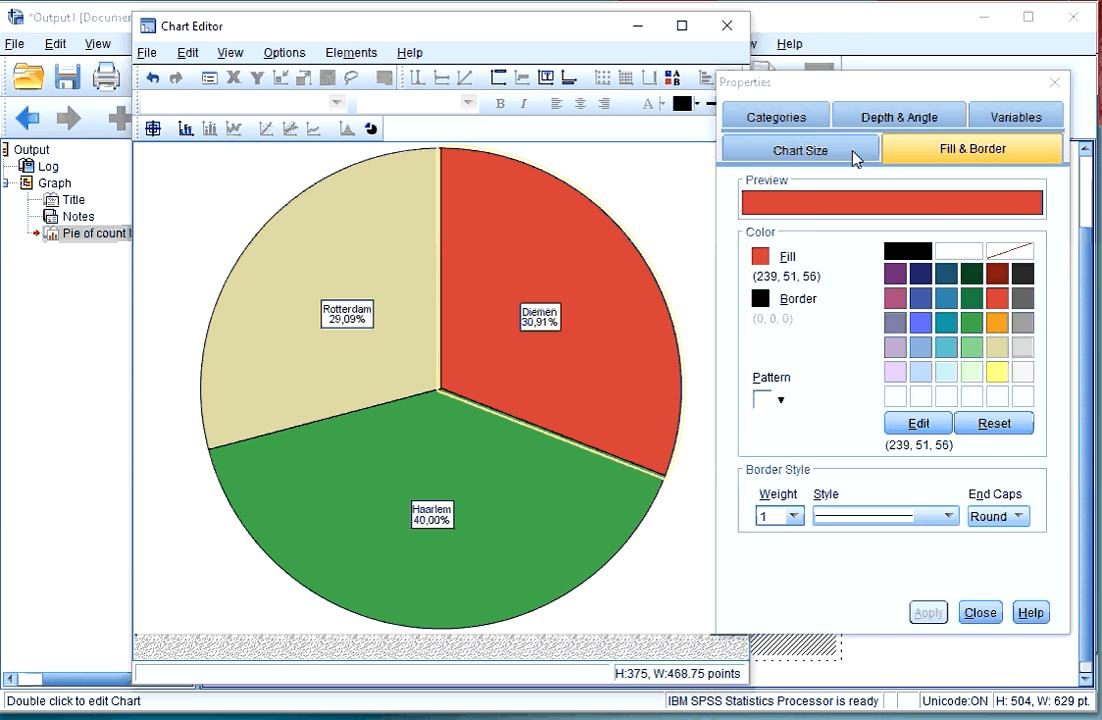 *Output1 [Documen
Chart Editor
File Edit View
File Edit View Options Elements Help
w Help
Properties
B I
A
A
B
Categories Depth & Angle Variables
Chart Size Fill & Border
Output
Log
Graph
Title
Notes
Pie of count
Rotterdam
29,09%
Diemen
30,91%
Haarlem
40,00%
Preview
Color
Fill
(239, 51, 56)
Border
(0, 0, 0)
Pattern
Edit Reset
(239, 51, 56)
Border Style
Weight Style End Caps
1 Round
Apply Close Help
H:375, W:468.75 points
Double click to edit Chart
IBM SPSS Statistics Processor is ready
Unicode:ON H: 504, W: 629 pt.